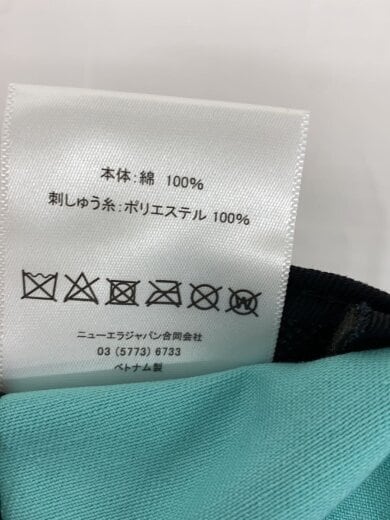 本体：綿 100%
刺しゅう糸：ポリエステル 100%
W
ニューエラジャパン合同会社
03 (5773) 6733
ベトナム製